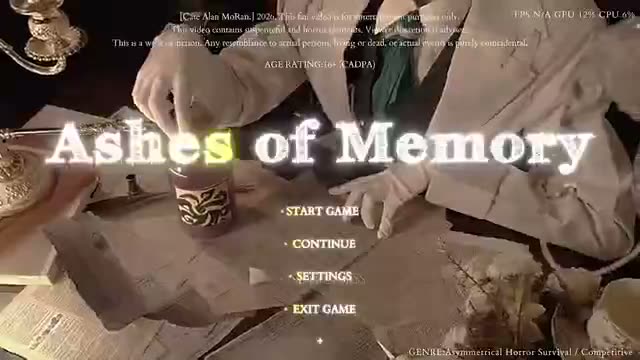 [Cate Alan MoRan.] 2026. This fan video is for entertainment purposes only.
This video contains suspenseful and horror elements. Viewer discretion is advised.
This is a work of fiction. Any resemblance to actual persons, living or dead, or actual events is purely coincidental.
AGE RATING:16+ (CADPA)
FPS N/A GPU 12% CPU 6%
Ashes of Memory
START GAME
CONTINUE
SETTINGS
EXIT GAME
GENRE:Asymmetrical Horror Survival / Competitive